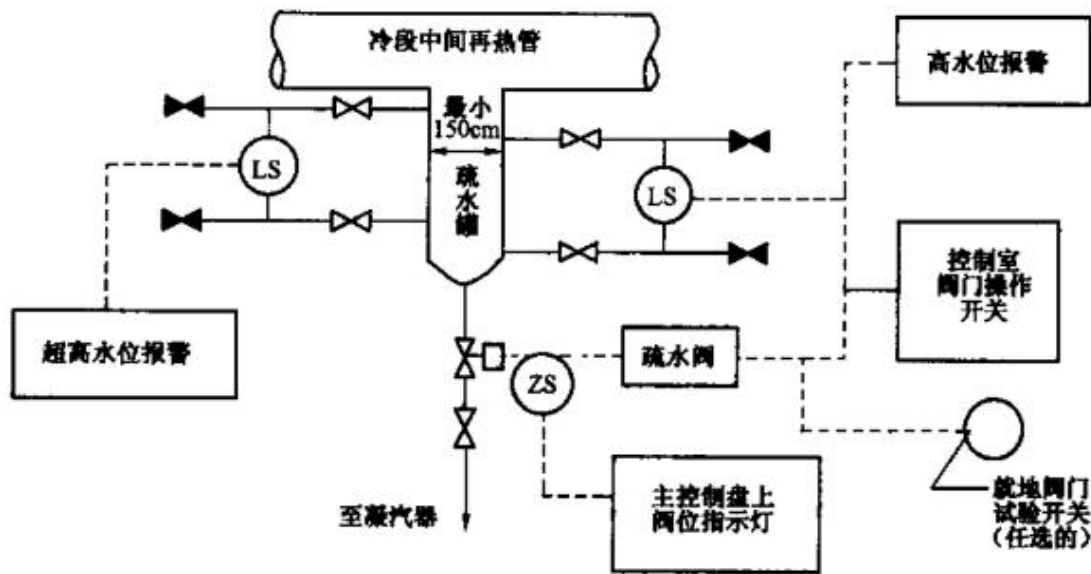 冷段中间再热管
高水位报警
最小
150cm
LS
疏
水
罐
LS
控制室
阀门操作
开关
超高水位报警
疏水阀
ZS
至凝汽器
主控制盘上
阀位指示灯
就地阀门
试验开关
(任选的)